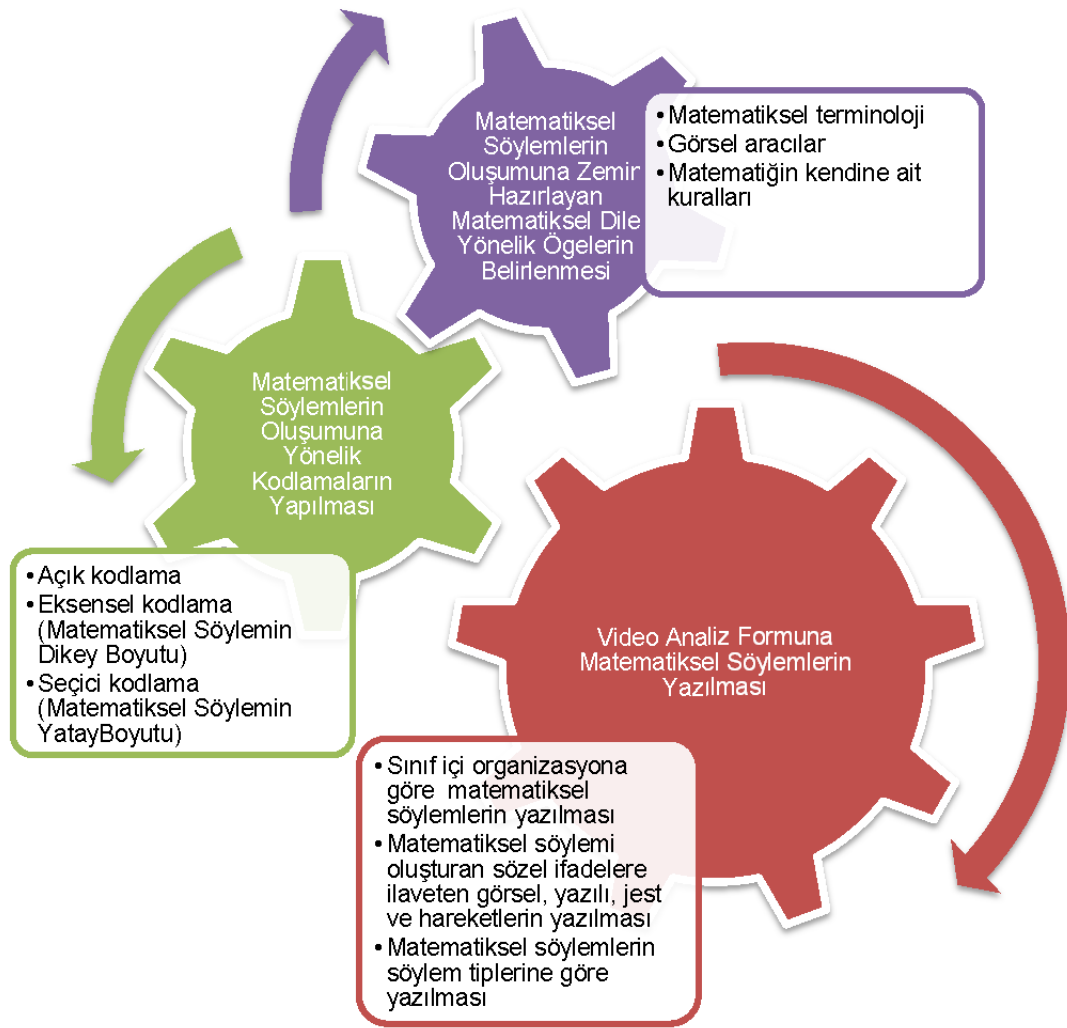 Matematiksel
Söylemlerin
Oluşumuna Zemin
Hazırlayan
Matematiksel Dile
Yönelik Ögelerin
Belirlenmesi
• Matematiksel terminoloji
• Görsel aracılar
• Matematiğin kendine ait
kuralları
Matematiksel
Söylemlerin
Oluşumuna
Yönelik
Kodlamaların
Yapılması
• Açık kodlama
• Eksensel kodlama
(Matematiksel Söylemin
Dikey Boyutu)
• Seçici kodlama
(Matematiksel Söylemin
YatayBoyutu)
Video Analiz Formuna
Matematiksel Söylemlerin
Yazılması
• Sınıf içi organizasyona
göre matematiksel
söylemlerin yazılması
• Matematiksel söylemi
oluşturan sözel ifadelere
ilaveten görsel, yazılı, jest
ve hareketlerin yazılması
• Matematiksel söylemlerin
söylem tiplerine göre
yazılması